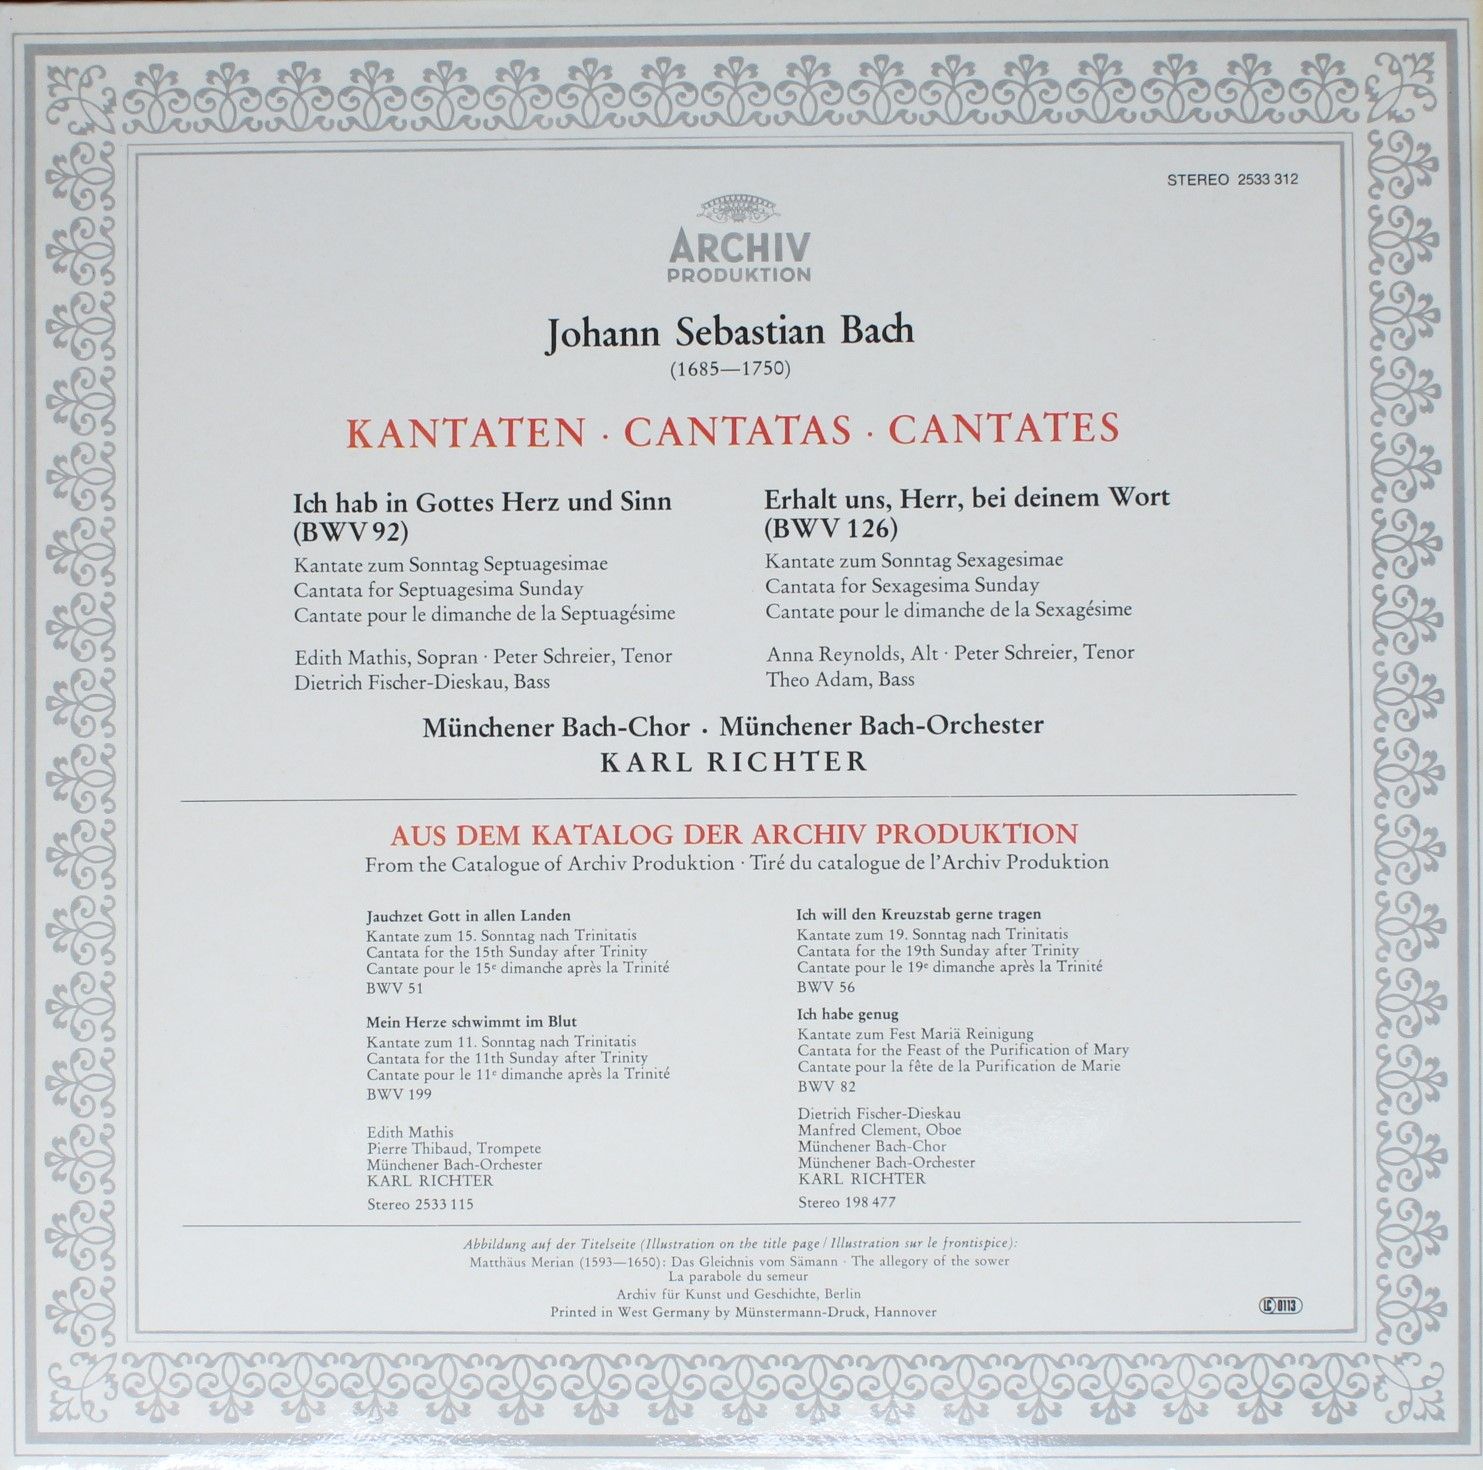 STEREO 2533 312
ARCHIV
PRODUKTION
Johann Sebastian Bach
(1685—1750)
KANTATEN · CANTATAS · CANTATES
Ich hab in Gottes Herz und Sinn
(BWV 92)
Kantate zum Sonntag Septuagesimae
Cantata for Septuagesima Sunday
Cantate pour le dimanche de la Septuagésime
Edith Mathis, Sopran · Peter Schreier, Tenor
Dietrich Fischer-Dieskau, Bass
Erhalt uns, Herr, bei deinem Wort
(BWV 126)
Kantate zum Sonntag Sexagesimae
Cantata for Sexagesima Sunday
Cantate pour le dimanche de la Sexagésime
Anna Reynolds, Alt · Peter Schreier, Tenor
Theo Adam, Bass
Münchener Bach-Chor · Münchener Bach-Orchester
KARL RICHTER
AUS DEM KATALOG DER ARCHIV PRODUKTION
From the Catalogue of Archiv Produktion · Tiré du catalogue de l'Archiv Produktion
Jauchzet Gott in allen Landen
Kantate zum 15. Sonntag nach Trinitatis
Cantata for the 15th Sunday after Trinity
Cantate pour le 15e dimanche après la Trinité
BWV 51
Mein Herze schwimmt im Blut
Kantate zum 11. Sonntag nach Trinitatis
Cantata for the 11th Sunday after Trinity
Cantate pour le 11e dimanche après la Trinité
BWV 199
Edith Mathis
Pierre Thibaud, Trompete
Münchener Bach-Orchester
KARL RICHTER
Stereo 2533 115
Ich will den Kreuzstab gerne tragen
Kantate zum 19. Sonntag nach Trinitatis
Cantata for the 19th Sunday after Trinity
Cantate pour le 19e dimanche après la Trinité
BWV 56
Ich habe genug
Kantate zum Fest Mariä Reinigung
Cantata for the Feast of the Purification of Mary
Cantate pour la fête de la Purification de Marie
BWV 82
Dietrich Fischer-Dieskau
Manfred Clement, Oboe
Münchener Bach-Chor
Münchener Bach-Orchester
KARL RICHTER
Stereo 198 477
Abbildung auf der Titelseite (Illustration on the title page / Illustration sur le frontispice):
Matthäus Merian (1593—1650): Das Gleichnis vom Sämann · The allegory of the sower
La parabole du semeur
Archiv für Kunst und Geschichte, Berlin
Printed in West Germany by Münstermann-Druck, Hannover
LC 0113